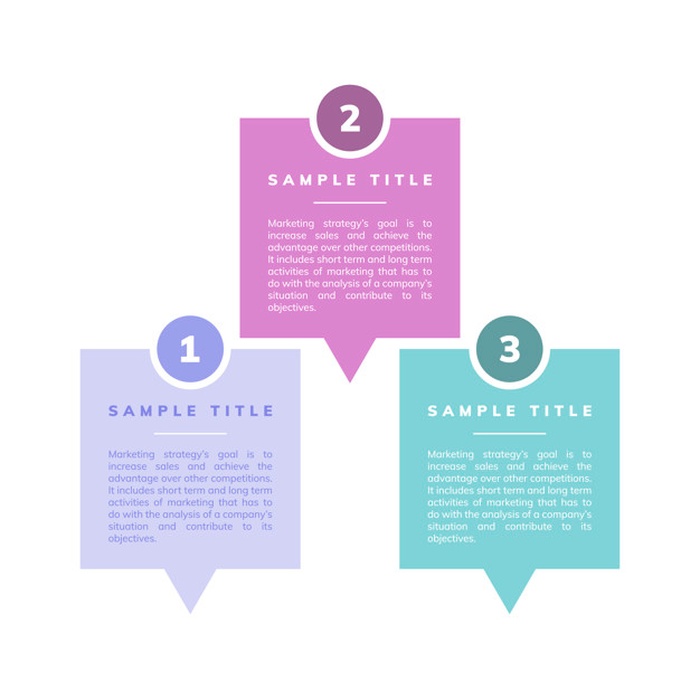 2
SAMPLE TITLE
Marketing strategy's goal is to
increase sales and achieve the
advantage over other competitions.
It includes short term and long term
activities of marketing that has to
do with the analysis of a company's
situation and contribute to its
objectives.
1
SAMPLE TITLE
Marketing strategy's goal is to
increase sales and achieve the
advantage over other competitions.
It includes short term and long term
activities of marketing that has to
do with the analysis of a company's
situation and contribute to its
objectives.
3
SAMPLE TITLE
Marketing strategy's goal is to
increase sales and achieve the
advantage over other competitions.
It includes short term and long term
activities of marketing that has to
do with the analysis of a company's
situation and contribute to its
objectives.